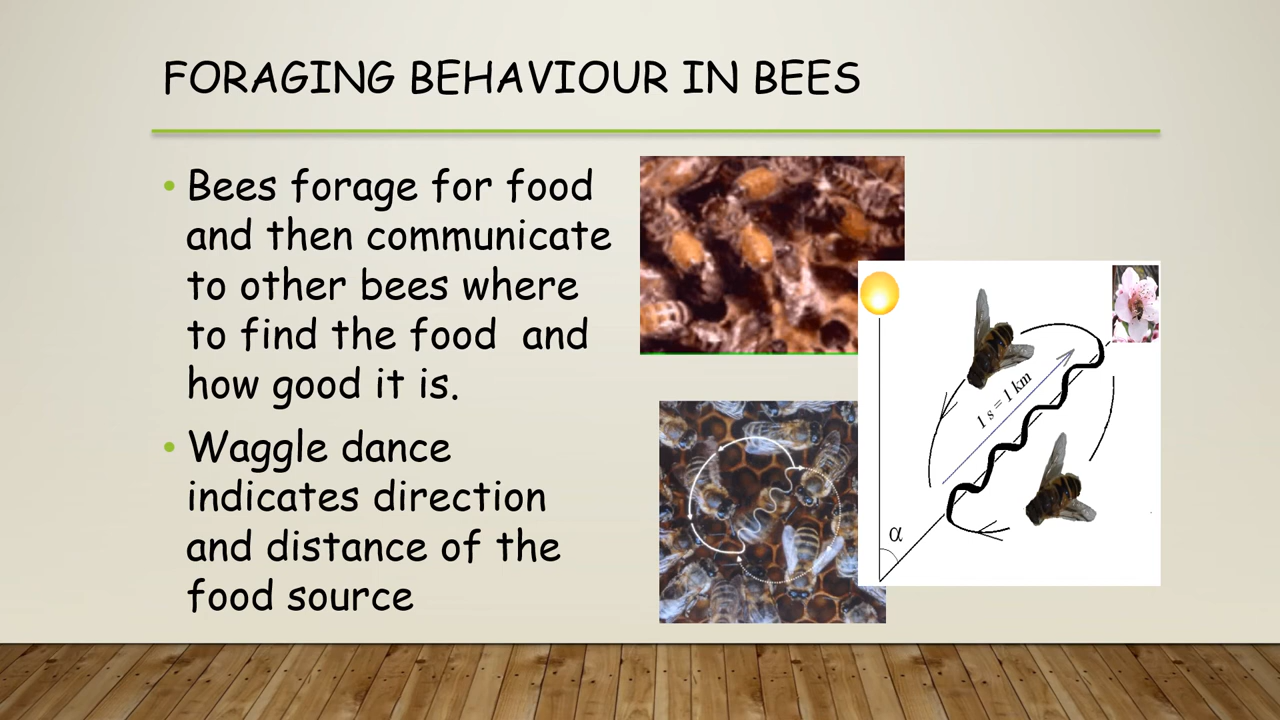 FORAGING BEHAVIOUR IN BEES
• Bees forage for food
and then communicate
to other bees where
to find the food  and
how good it is.
• Waggle dance
indicates direction
and distance of the
food source
1 s = 1 km
α